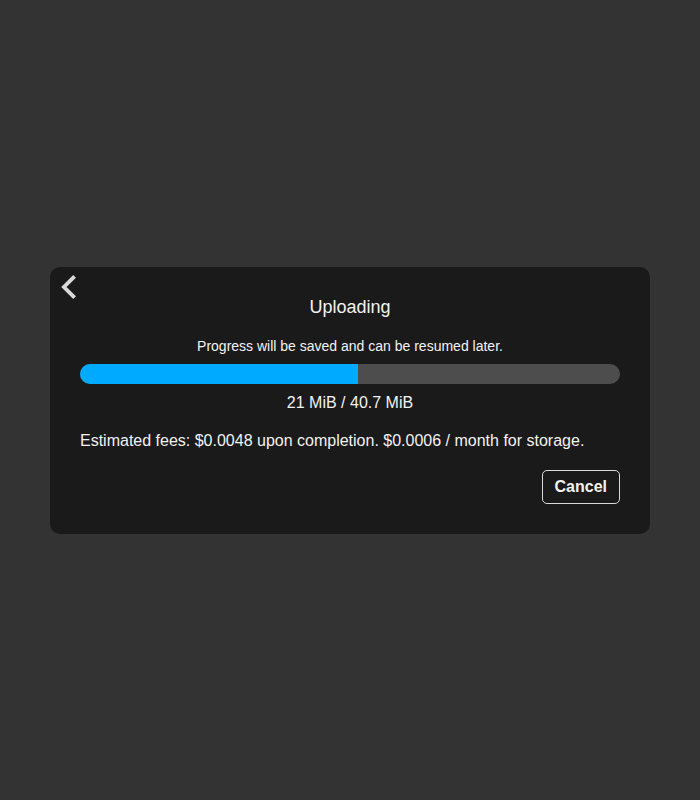 Uploading
Progress will be saved and can be resumed later.
21 MiB / 40.7 MiB
Estimated fees: $0.0048 upon completion. $0.0006 / month for storage.
Cancel